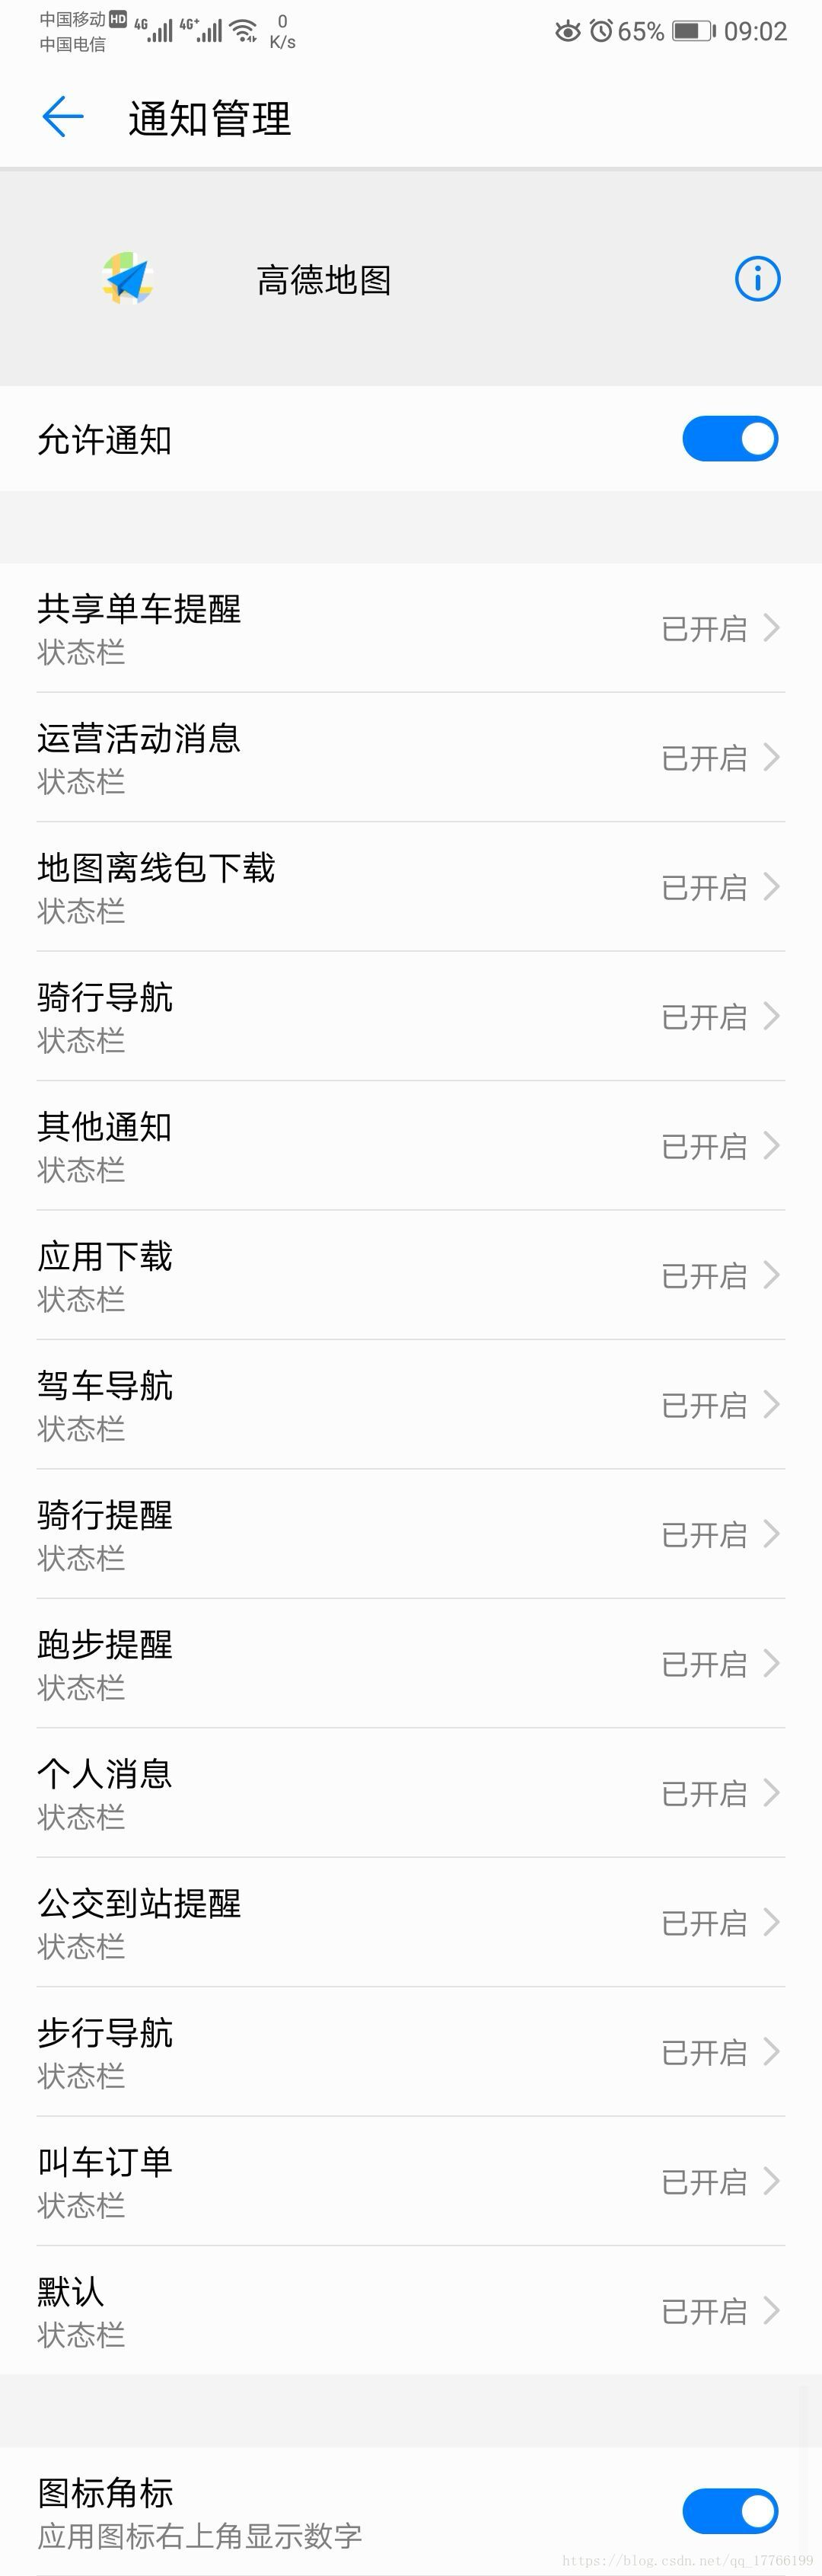 中国移动 HD 4G 4G+ 0 65% 09:02
中国电信 K/s
通知管理
高德地图
允许通知
共享单车提醒
状态栏
已开启
运营活动消息
状态栏
已开启
地图离线包下载
状态栏
已开启
骑行导航
状态栏
已开启
其他通知
状态栏
已开启
应用下载
状态栏
已开启
驾车导航
状态栏
已开启
骑行提醒
状态栏
已开启
跑步提醒
状态栏
已开启
个人消息
状态栏
已开启
公交到站提醒
状态栏
已开启
步行导航
状态栏
已开启
叫车订单
状态栏
已开启
默认
状态栏
已开启
图标角标
应用图标右上角显示数字
https://blog.csdn.net/qq_17766199